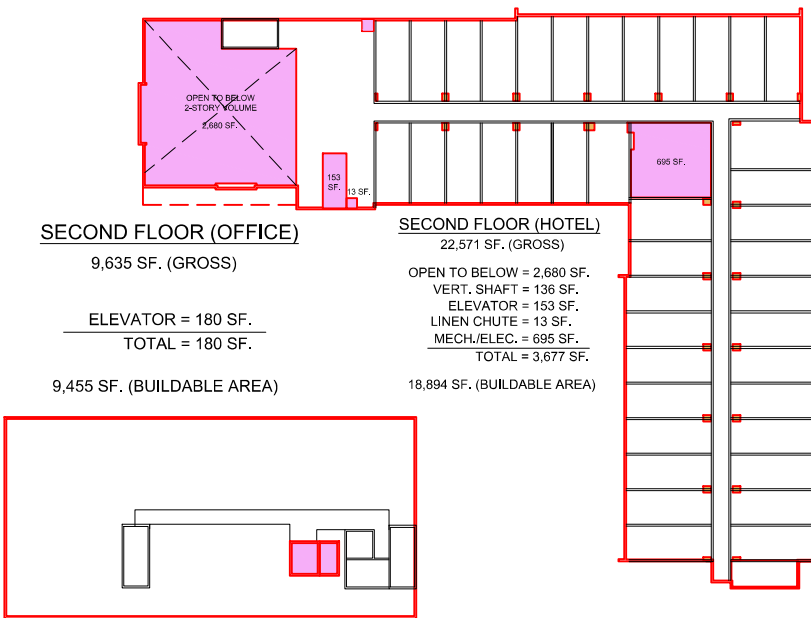 OPEN TO BELOW
2-STORY VOLUME
2,680 SF.
153
SF.
13 SF.
695 SF.
SECOND FLOOR (OFFICE)
9,635 SF. (GROSS)
ELEVATOR = 180 SF.
TOTAL = 180 SF.
9,455 SF. (BUILDABLE AREA)
SECOND FLOOR (HOTEL)
22,571 SF. (GROSS)
OPEN TO BELOW = 2,680 SF.
VERT. SHAFT = 136 SF.
ELEVATOR = 153 SF.
LINEN CHUTE = 13 SF.
MECH./ELEC. = 695 SF.
TOTAL = 3,677 SF.
18,894 SF. (BUILDABLE AREA)